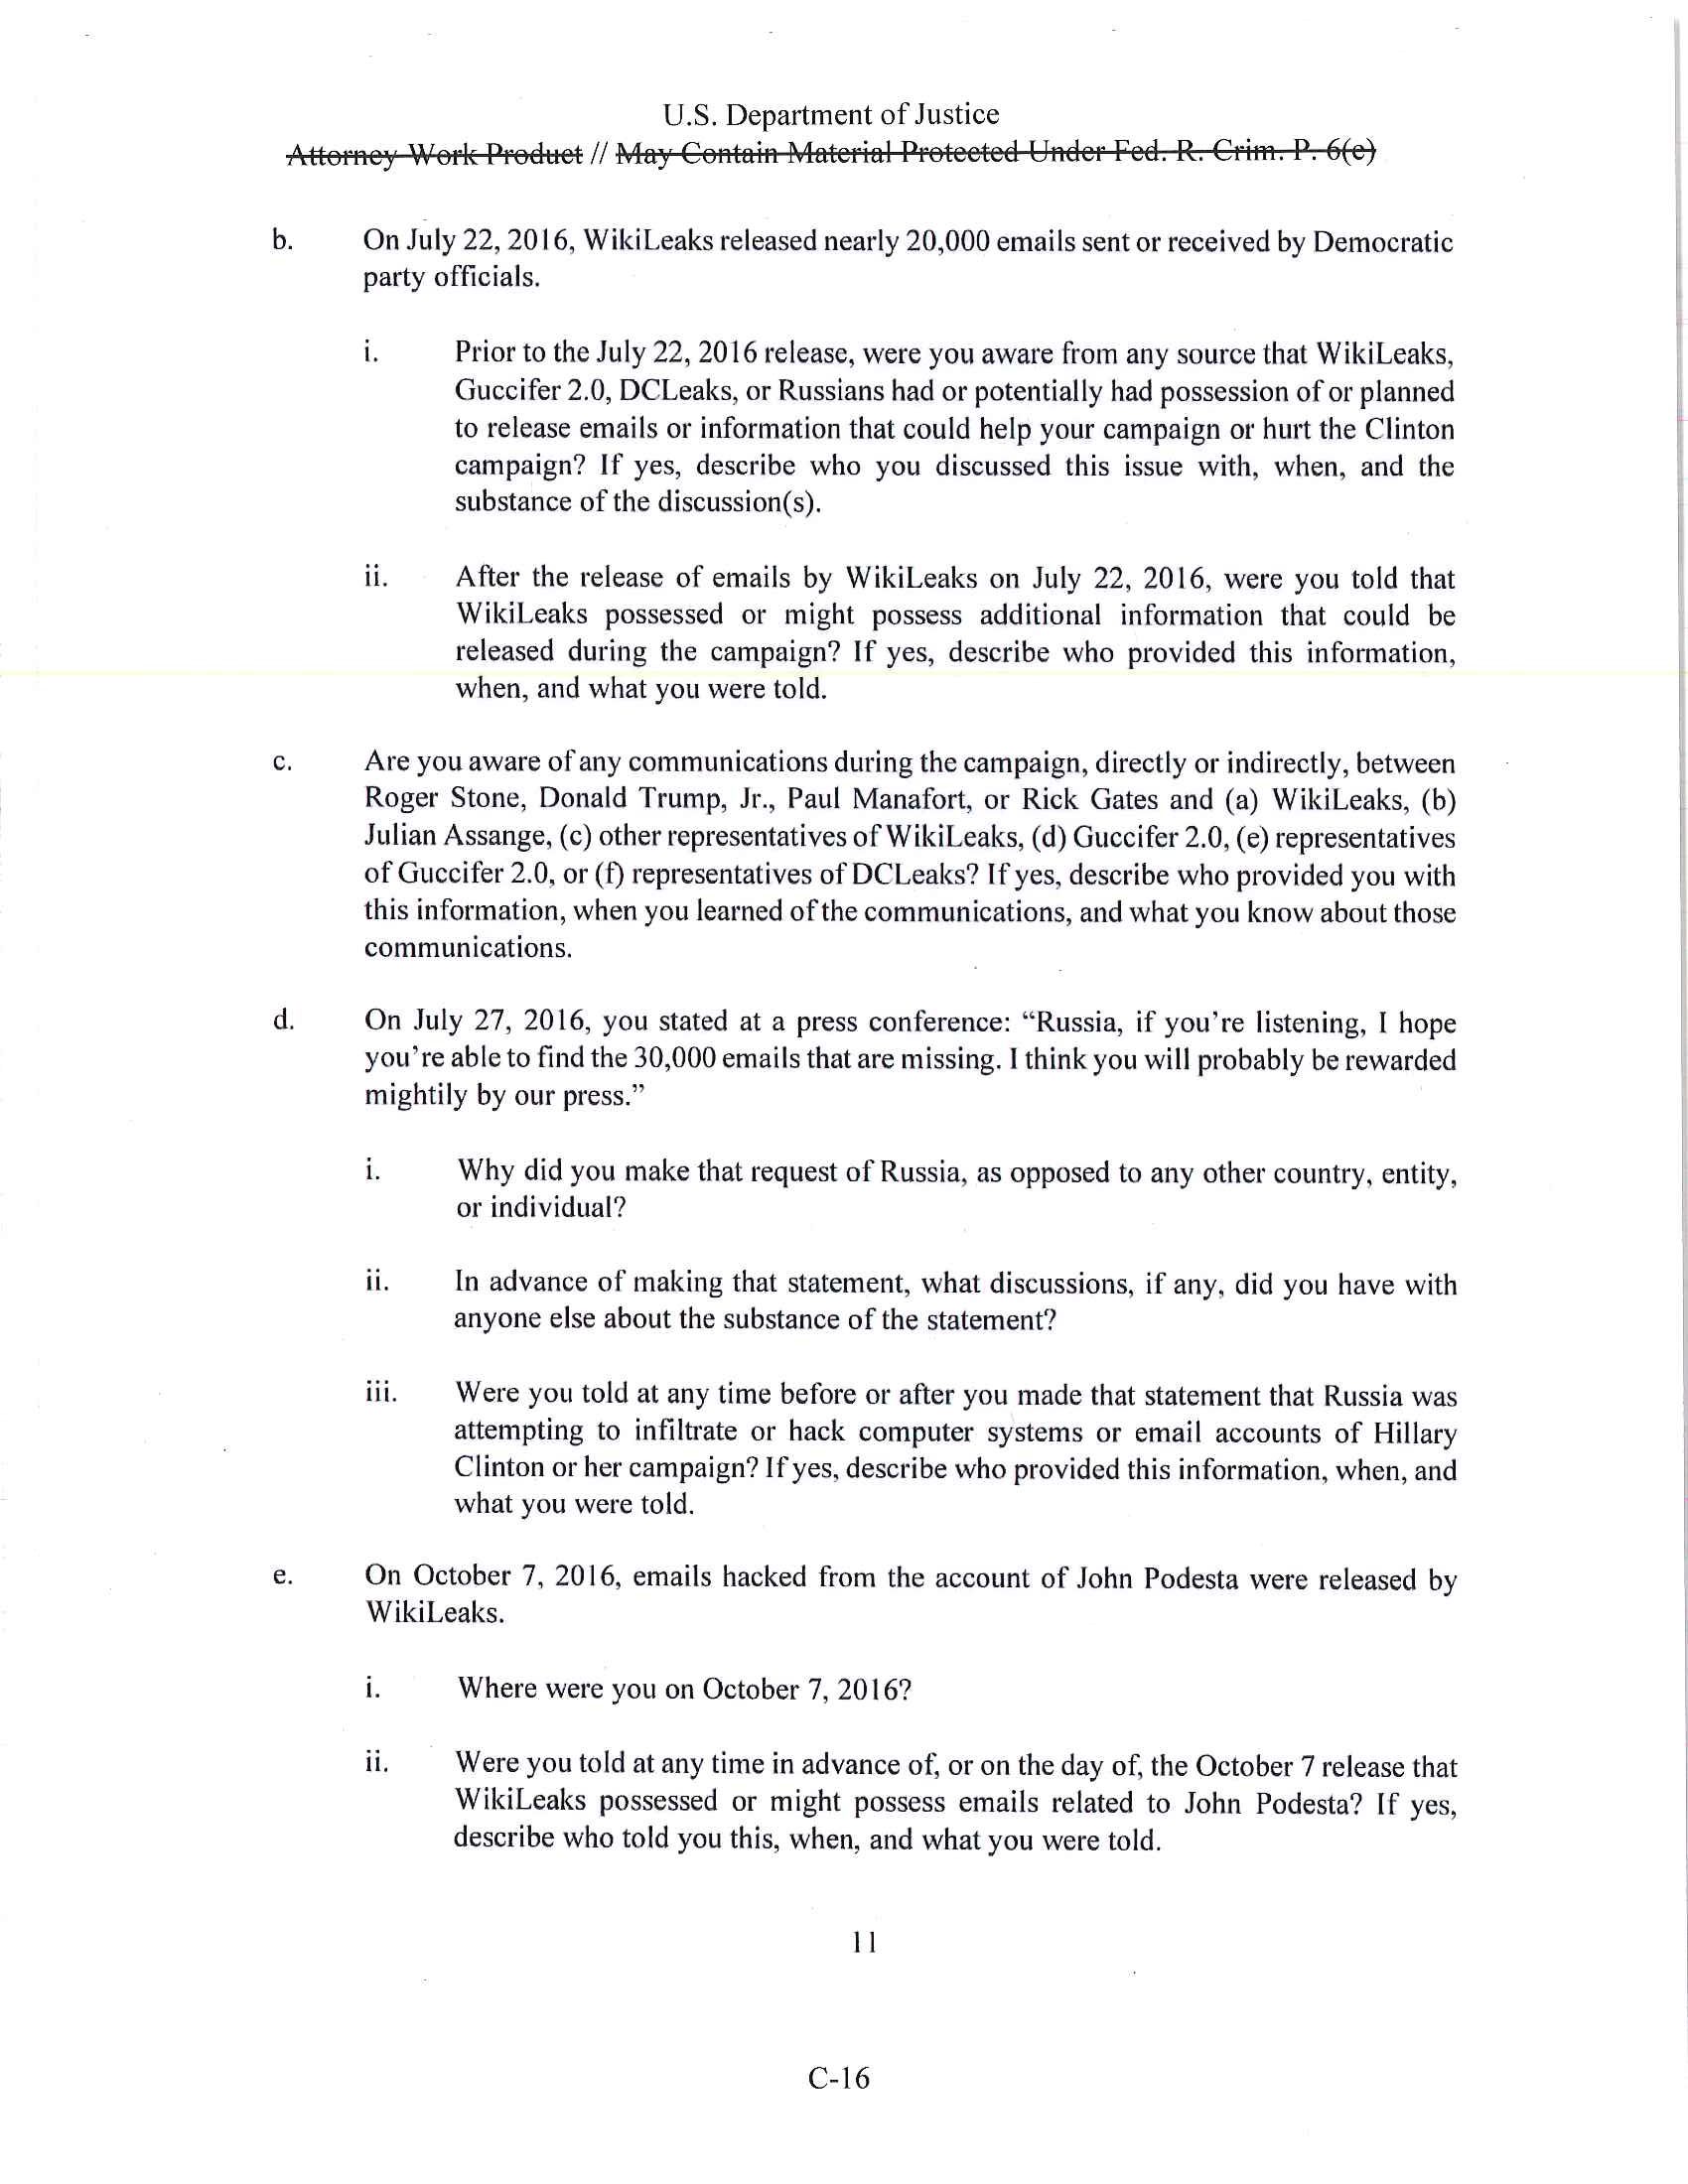 U.S. Department of Justice
Attorney Work Product // May Contain Material Protected Under Fed. R. Crim. P. 6(e)
b. On July 22, 2016, WikiLeaks released nearly 20,000 emails sent or received by Democratic
party officials.
i. Prior to the July 22, 2016 release, were you aware from any source that WikiLeaks,
Guccifer 2.0, DCLeaks, or Russians had or potentially had possession of or planned
to release emails or information that could help your campaign or hurt the Clinton
campaign? If yes, describe who you discussed this issue with, when, and the
substance of the discussion(s).
ii. After the release of emails by WikiLeaks on July 22, 2016, were you told that
WikiLeaks possessed or might possess additional information that could be
released during the campaign? If yes, describe who provided this information,
when, and what you were told.
c. Are you aware of any communications during the campaign, directly or indirectly, between
Roger Stone, Donald Trump, Jr., Paul Manafort, or Rick Gates and (a) WikiLeaks, (b)
Julian Assange, (c) other representatives of WikiLeaks, (d) Guccifer 2.0, (e) representatives
of Guccifer 2.0, or (f) representatives of DCLeaks? If yes, describe who provided you with
this information, when you learned of the communications, and what you know about those
communications.
d. On July 27, 2016, you stated at a press conference: “Russia, if you’re listening, I hope
you’re able to find the 30,000 emails that are missing. I think you will probably be rewarded
mightily by our press.”
i. Why did you make that request of Russia, as opposed to any other country, entity,
or individual?
ii. In advance of making that statement, what discussions, if any, did you have with
anyone else about the substance of the statement?
iii. Were you told at any time before or after you made that statement that Russia was
attempting to infiltrate or hack computer systems or email accounts of Hillary
Clinton or her campaign? If yes, describe who provided this information, when, and
what you were told.
e. On October 7, 2016, emails hacked from the account of John Podesta were released by
WikiLeaks.
i. Where were you on October 7, 2016?
ii. Were you told at any time in advance of, or on the day of, the October 7 release that
WikiLeaks possessed or might possess emails related to John Podesta? If yes,
describe who told you this, when, and what you were told.
11
C-16